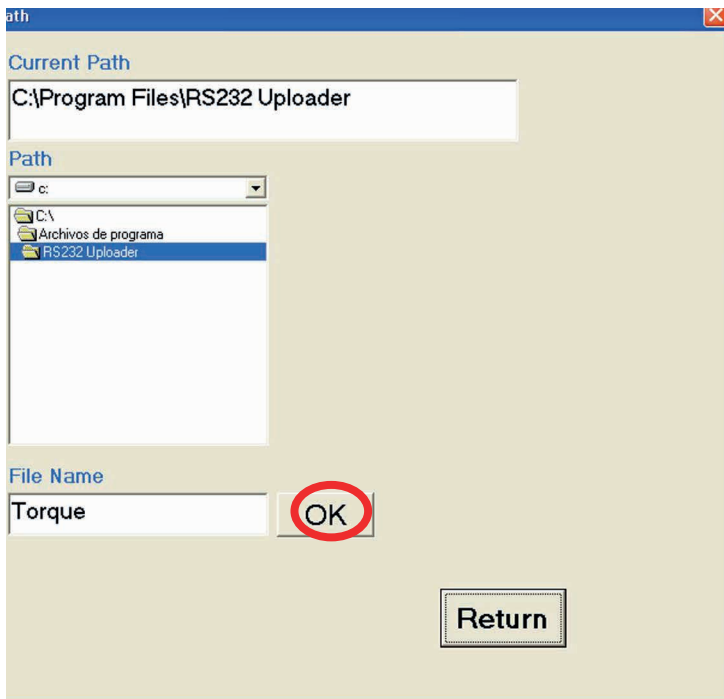 ath
Current Path
C:\Program Files\RS232 Uploader
Path
c:
C:\
Archivos de programa
RS232 Uploader
File Name
Torque
OK
Return